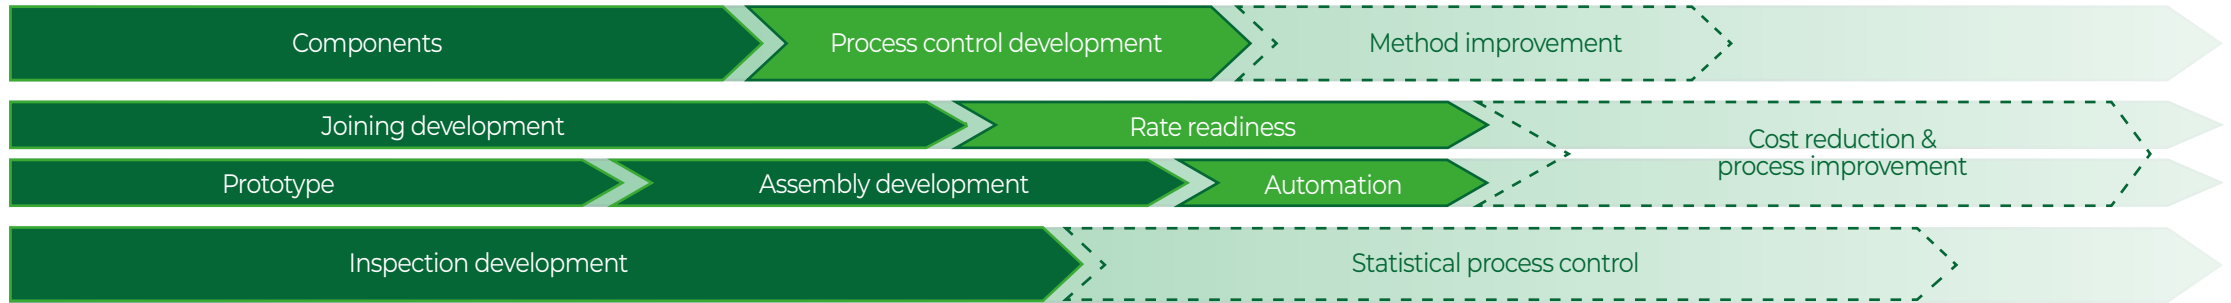 Components
Process control development
Method improvement
Joining development
Rate readiness
Cost reduction &
process improvement
Prototype
Assembly development
Automation
Inspection development
Statistical process control